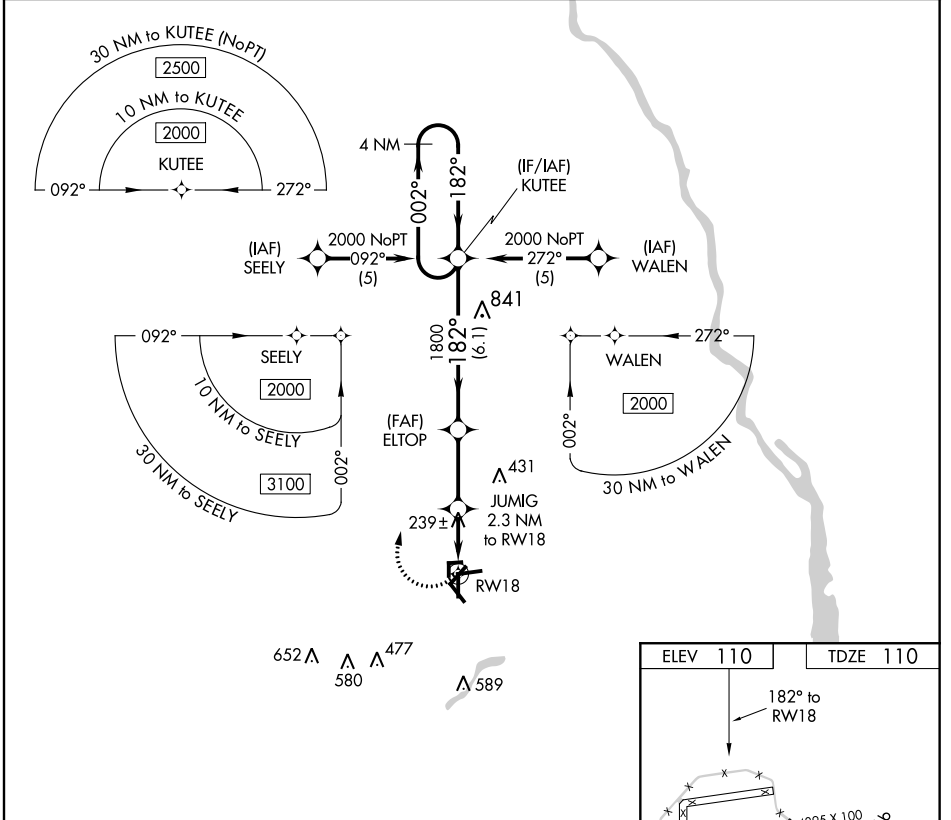 30 NM to KUTEE (NoPT)
2500
10 NM to KUTEE
2000
KUTEE
092°
272°
4 NM
002°
182°
(IF/IAF)
KUTEE
(IAF)
SEELY
2000 NoPT
092°
(5)
2000 NoPT
272°
(5)
(IAF)
WALEN
841
1800
182°
(6.1)
092°
SEELY
2000
10 NM to SEELY
3100
30 NM to SEELY
002°
272°
WALEN
2000
002°
30 NM to WALEN
(FAF)
ELTOP
431
JUMIG
2.3 NM
to RW18
239±
RW18
652
580
477
589
ELEV 110
TDZE 110
182° to
RW18
X 100